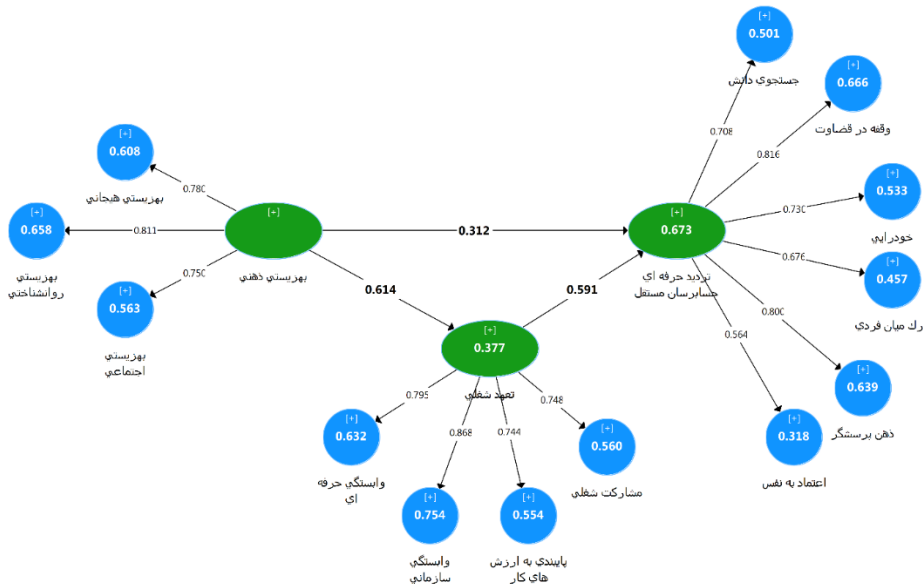 [+]
0.501
جستجوي دانش
[+]
0.666
وقفه در قضاوت
0.708
0.816
[+]
0.608
بهزيستي هيجاني
0.780
[+]
0.533
خودرايي
0.730
[+]
0.658
بهزيستي
روانشناختي
0.811
[+]
بهزيستي ذهني
0.312
[+]
0.673
ترديد حرفه اي
حسابرسان مستقل
0.676
[+]
0.457
رك ميان فردي
0.750
[+]
0.563
بهزيستي
اجتماعي
0.614
0.591
0.564
0.800
[+]
0.377
تعهد شغلي
[+]
0.639
ذهن پرسشگر
0.795
0.868
0.744
0.748
[+]
0.632
وابستگي حرفه
اي
[+]
0.560
مشاركت شغلي
[+]
0.318
اعتماد به نفس
[+]
0.754
وابستگي
سازماني
[+]
0.554
پايبندي به ارزش
هاي كار